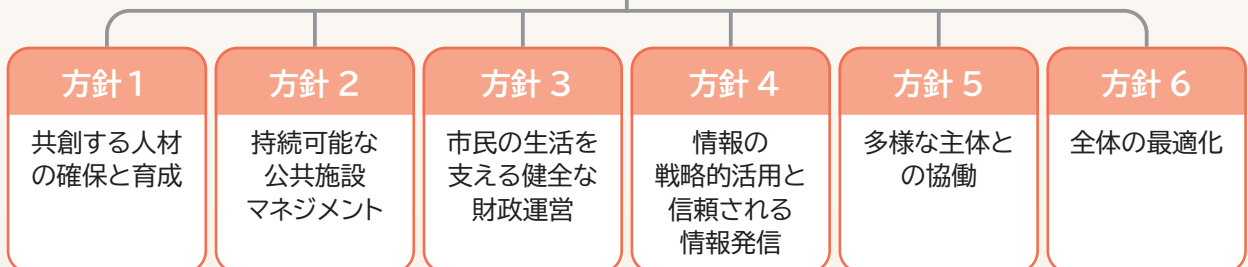 方針 1
共創する人材
の確保と育成
方針 2
持続可能な
公共施設
マネジメント
方針 3
市民の生活を
支える健全な
財政運営
方針 4
情報の
戦略的活用と
信頼される
情報発信
方針 5
多様な主体と
の協働
方針 6
全体の最適化